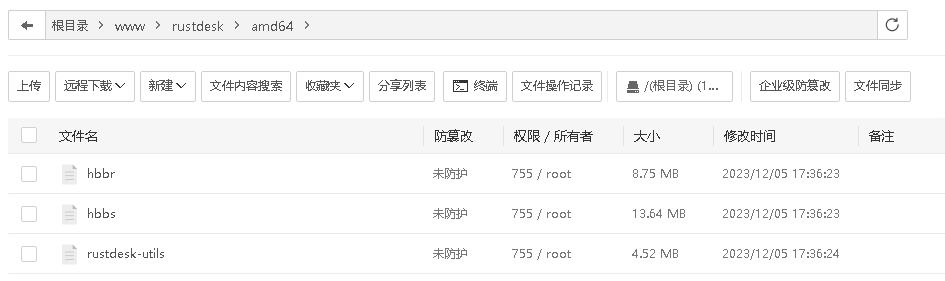 根目录 > www > rustdesk > amd64 >
上传 远程下载 新建 文件内容搜索 收藏夹 分享列表 终端 文件操作记录 /(根目录) (1... 企业级防篡改 文件同步
文件名 防篡改 权限 / 所有者 大小 修改时间 备注
hbbr 未防护 755 / root 8.75 MB 2023/12/05 17:36:23
hbbs 未防护 755 / root 13.64 MB 2023/12/05 17:36:23
rustdesk-utils 未防护 755 / root 4.52 MB 2023/12/05 17:36:24